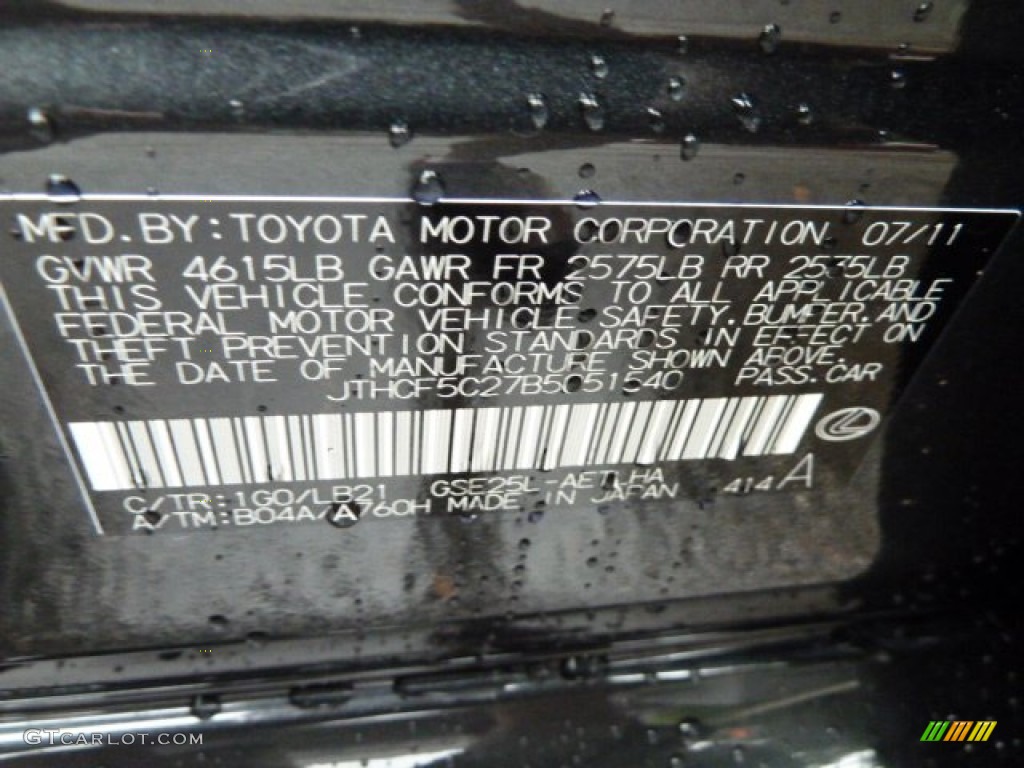 MFD. BY: TOYOTA MOTOR CORPORATION 07/11
GVWR 4615LB GAWR FR 2575LB RR 2535LB
THIS VEHICLE CONFORMS TO ALL APPLICABLE
FEDERAL MOTOR VEHICLE SAFETY, BUMPER, AND
THEFT PREVENTION STANDARDS IN EFFECT ON
THE DATE OF MANUFACTURE SHOWN ABOVE.
JTHCF5C27B5051540 PASS. CAR
C/TR: 1G0/LB21 GSE25L-AETLHA
A/TM: B04A/A760H MADE IN JAPAN 414 A
GTCARLOT.COM